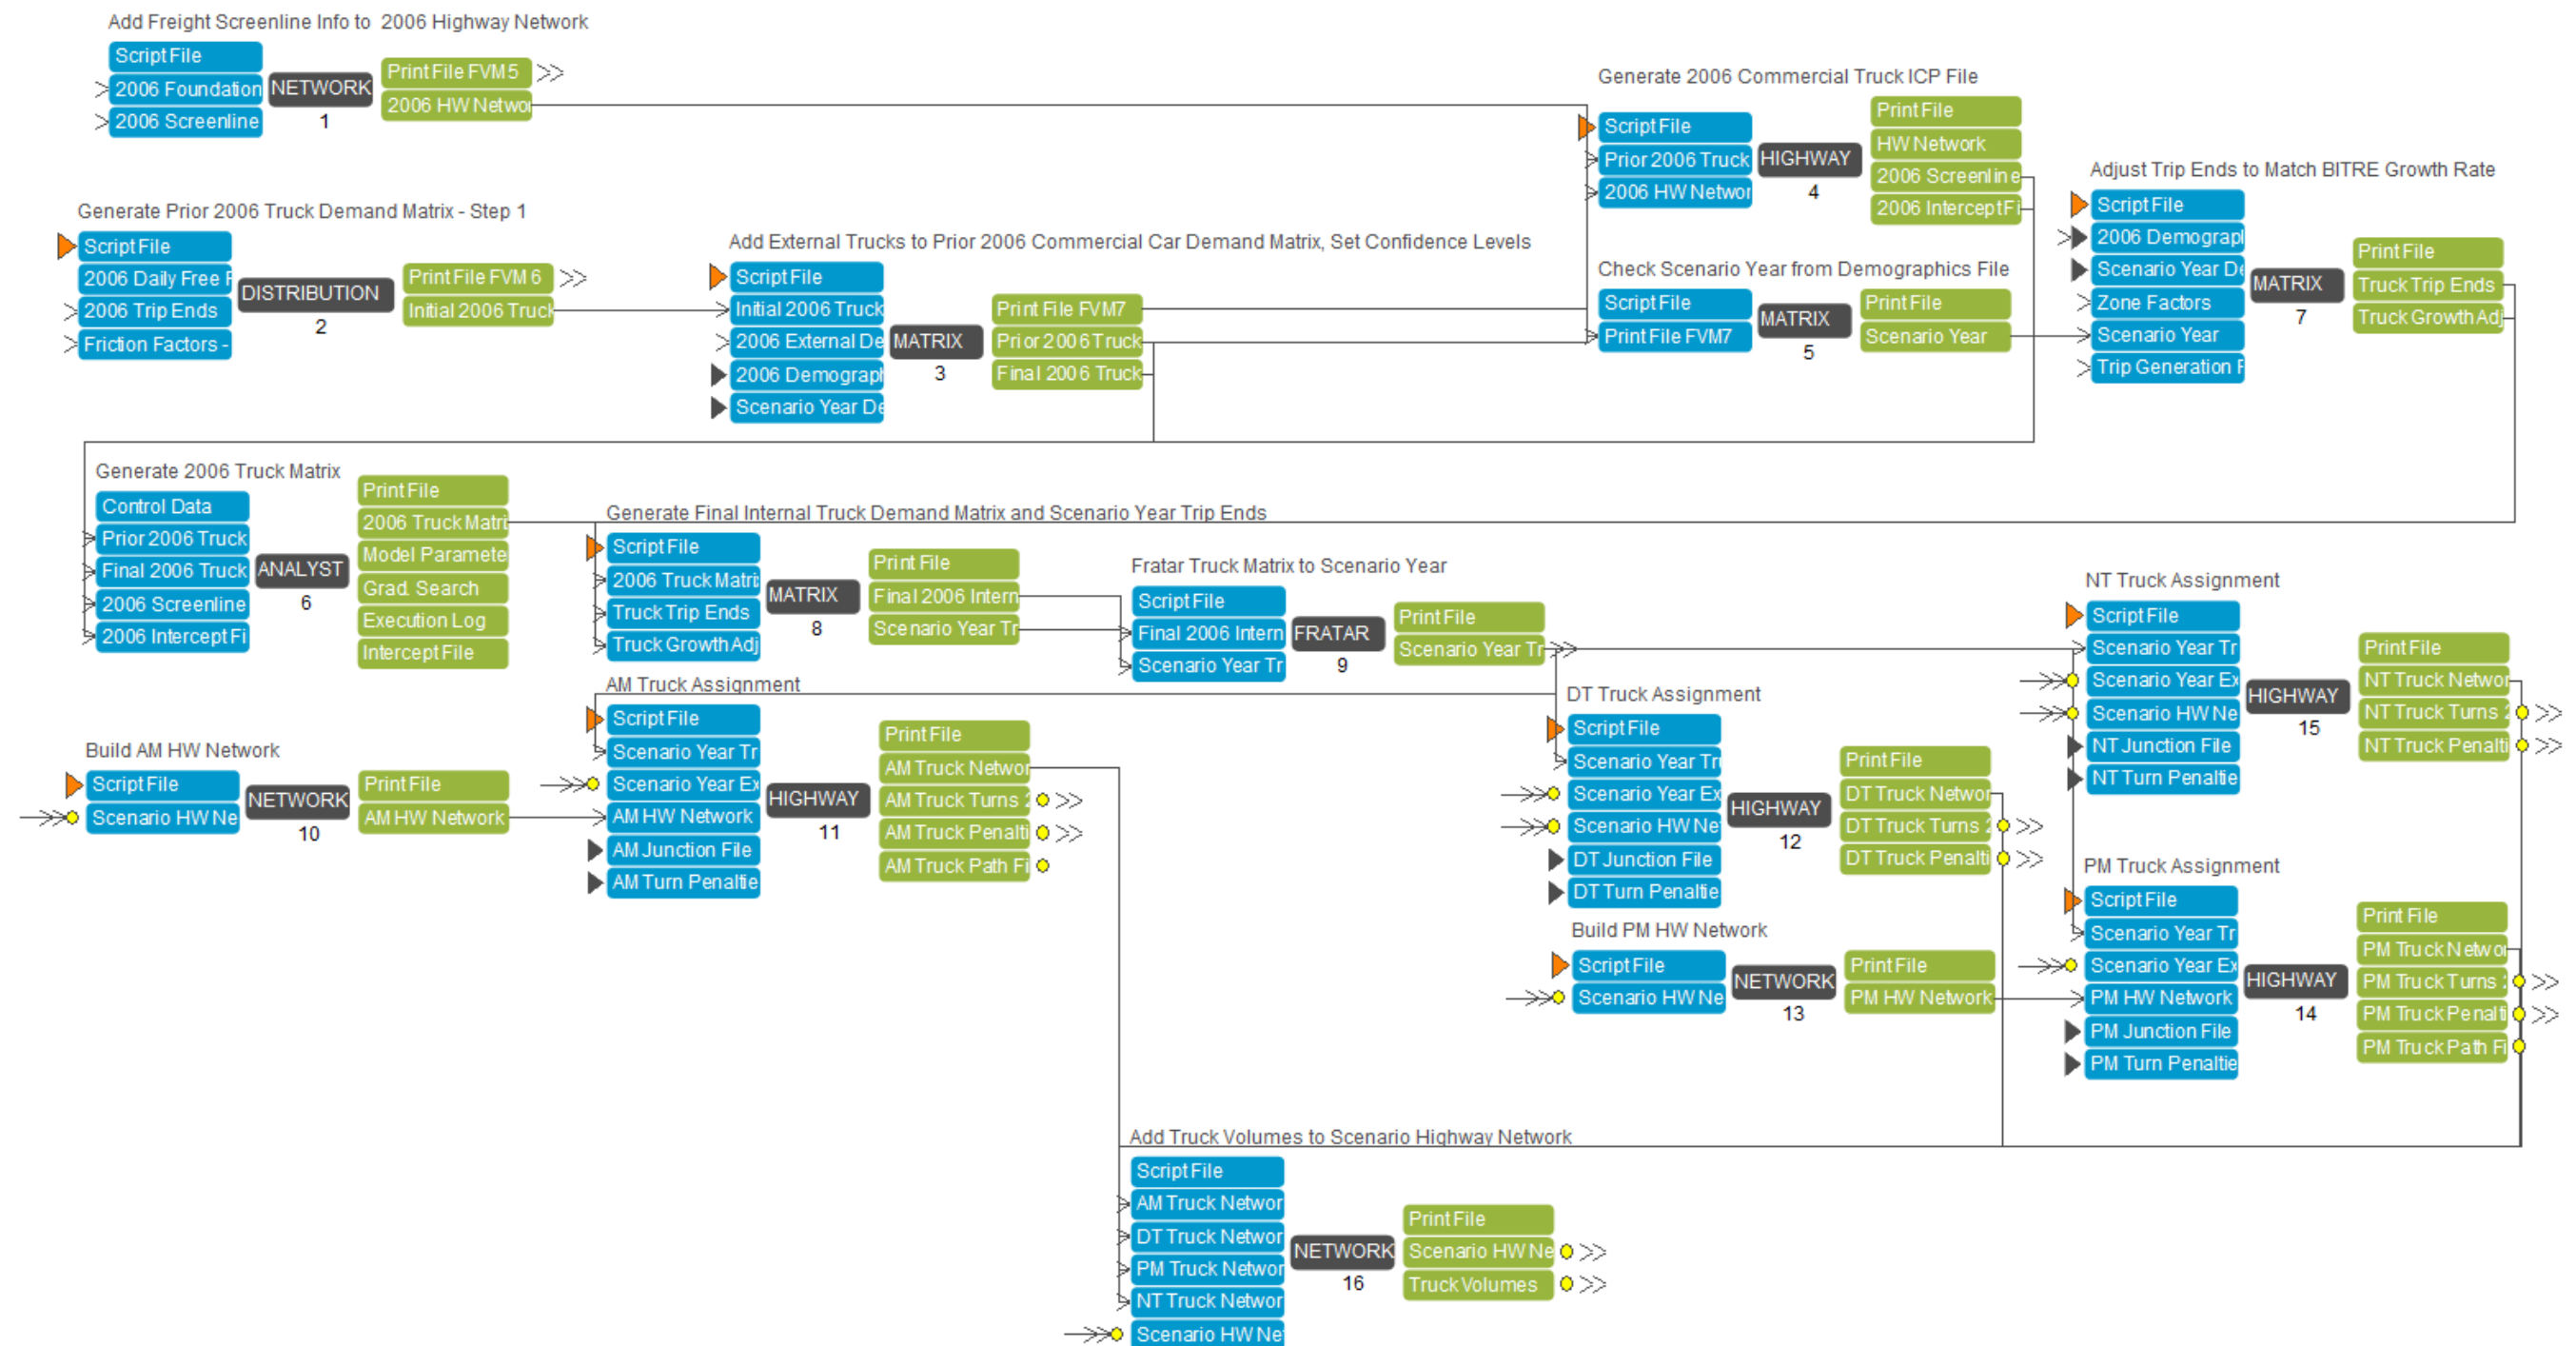 Add Freight Screenline Info to 2006 Highway Network
Script File
2006 Foundation
2006 Screenline
NETWORK
1
Print File FVM5
2006 HW Networ
Generate Prior 2006 Truck Demand Matrix - Step 1
Script File
2006 Daily Free F
2006 Trip Ends
Friction Factors -
DISTRIBUTION
2
Print File FVM 6
Initial 2006 Truck
Add External Trucks to Prior 2006 Commercial Car Demand Matrix, Set Confidence Levels
Script File
Initial 2006 Truck
2006 External De
2006 Demograph
Scenario Year De
MATRIX
3
Print File FVM7
Prior 2006 Truck
Final 2006 Truck
Generate 2006 Commercial Truck ICP File
Script File
Prior 2006 Truck
2006 HW Networ
HIGHWAY
4
Print File
HW Network
2006 Screenline
2006 Intercept Fi
Check Scenario Year from Demographics File
Script File
Print File FVM7
MATRIX
5
Print File
Scenario Year
Adjust Trip Ends to Match BITRE Growth Rate
Script File
2006 Demograph
Scenario Year De
Zone Factors
Scenario Year
Trip Generation F
MATRIX
7
Print File
Truck Trip Ends
Truck Growth Adj
Generate 2006 Truck Matrix
Control Data
Prior 2006 Truck
Final 2006 Truck
2006 Screenline
2006 Intercept Fi
ANALYST
6
Print File
2006 Truck Matri
Model Paramete
Grad. Search
Execution Log
Intercept File
Generate Final Internal Truck Demand Matrix and Scenario Year Trip Ends
Script File
2006 Truck Matri
Truck Trip Ends
Truck Growth Adj
MATRIX
8
Print File
Final 2006 Intern
Scenario Year Tr
Fratar Truck Matrix to Scenario Year
Script File
Final 2006 Intern
Scenario Year Tr
FRATAR
9
Print File
Scenario Year Tr
Build AM HW Network
Script File
Scenario HW Ne
NETWORK
10
Print File
AM HW Network
AM Truck Assignment
Script File
Scenario Year Tr
Scenario Year Ex
AM HW Network
AM Junction File
AM Turn Penaltie
HIGHWAY
11
Print File
AM Truck Networ
AM Truck Turns 2
AM Truck Penalti
AM Truck Path Fi
DT Truck Assignment
Script File
Scenario Year Tru
Scenario Year Ex
Scenario HW Net
DT Junction File
DT Turn Penaltie
HIGHWAY
12
Print File
DT Truck Networ
DT Truck Turns 2
DT Truck Penalti
Build PM HW Network
Script File
Scenario HW Ne
NETWORK
13
Print File
PM HW Network
NT Truck Assignment
Script File
Scenario Year Tr
Scenario Year Ex
Scenario HW Ne
NT Junction File
NT Turn Penaltie
HIGHWAY
15
Print File
NT Truck Networ
NT Truck Turns 2
NT Truck Penalti
PM Truck Assignment
Script File
Scenario Year Tr
Scenario Year Ex
PM HW Network
PM Junction File
PM Turn Penaltie
HIGHWAY
14
Print File
PM Truck Networ
PM Truck Turns 2
PM Truck Penalti
PM Truck Path Fi
Add Truck Volumes to Scenario Highway Network
Script File
AM Truck Networ
DT Truck Networ
PM Truck Networ
NT Truck Networ
Scenario HW Net
NETWORK
16
Print File
Scenario HW Ne
Truck Volumes